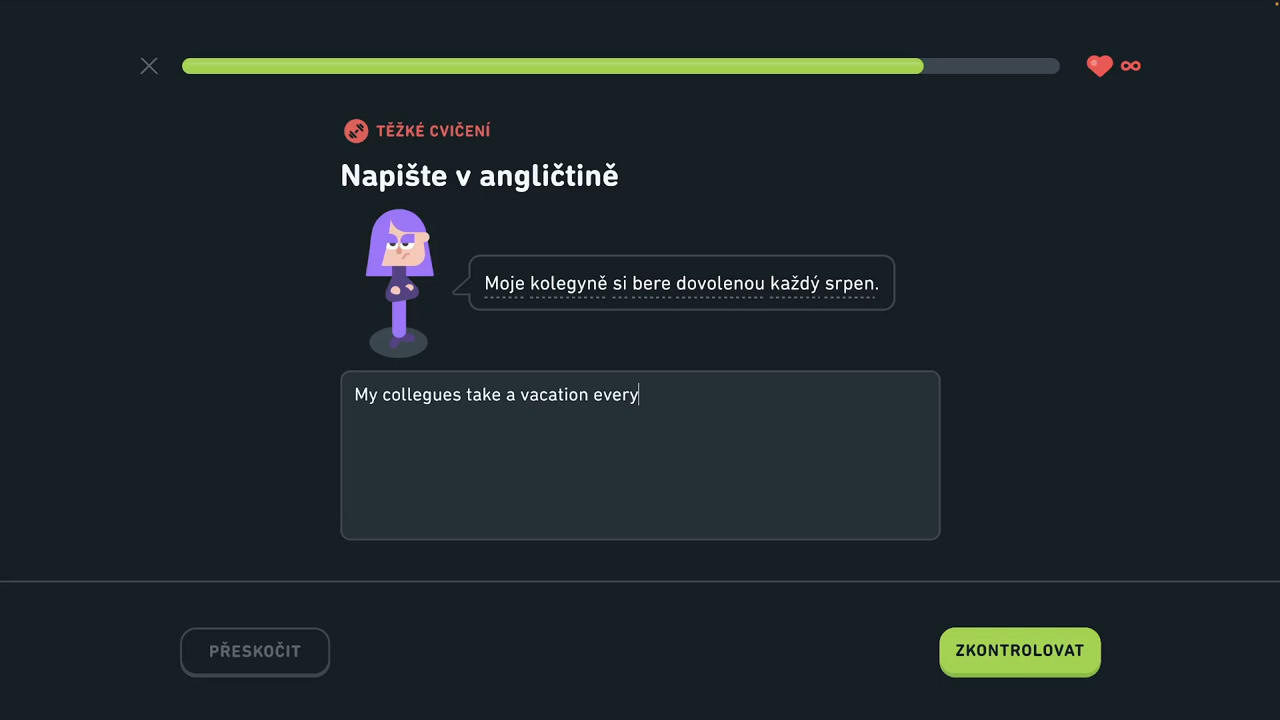 ∞
TĚŽKÉ CVIČENÍ
Napište v angličtině
Moje kolegyně si bere dovolenou každý srpen.
My collegues take a vacation every
PŘESKOČIT
ZKONTROLOVAT